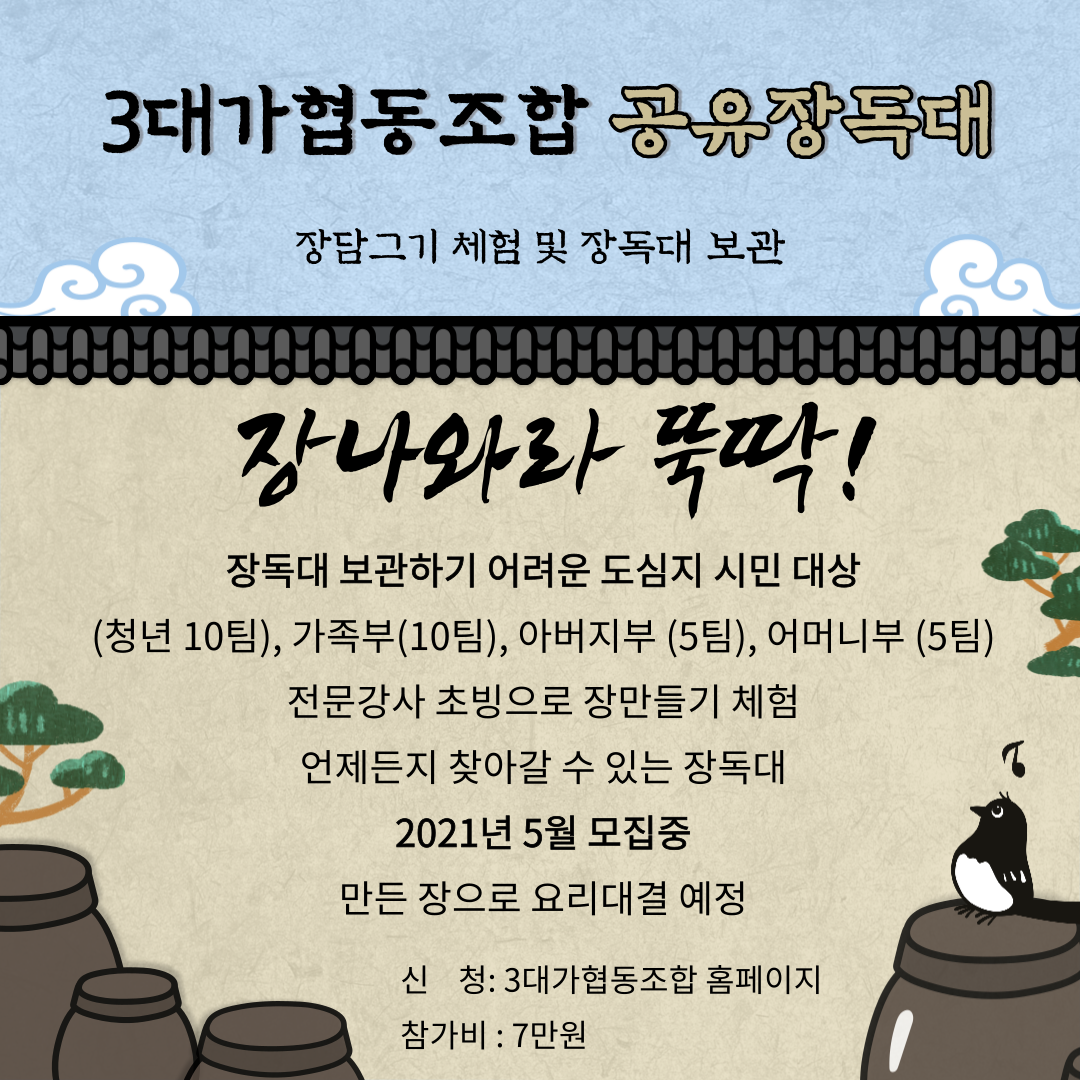 3대가협동조합 공유장독대
장담그기 체험 및 장독대 보관
장나와라 뚝딱!
장독대 보관하기 어려운 도심지 시민 대상
(청년 10팀), 가족부(10팀), 아버지부 (5팀), 어머니부 (5팀)
전문강사 초빙으로 장만들기 체험
언제든지 찾아갈 수 있는 장독대
2021년 5월 모집중
만든 장으로 요리대결 예정
신 청: 3대가협동조합 홈페이지
참가비 : 7만원